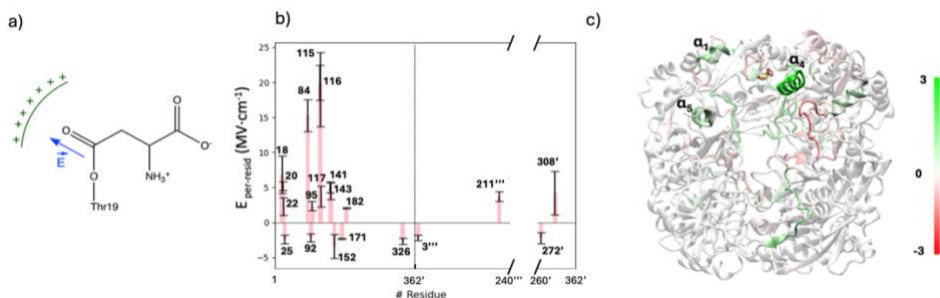 a)
+ + + + + + + +
E
O
O
O
O⁻
NH₃⁺
Thr19
b)
E per-resid (MV·cm⁻¹)
25
20
15
10
5
0
−5
115
116
84
18
20
22
25
117
95
92
141
143
182
152
171
326
3'''
211'''
308'
272'
1
362'
240'''
260'
362'
# Residue
c)
α₁
α₄
α₅
3
0
-3